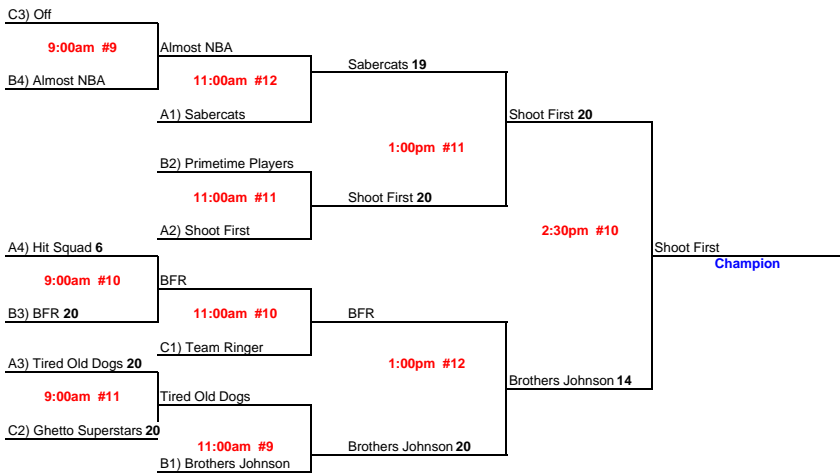 C3) Off
9:00am #9
Almost NBA
B4) Almost NBA
11:00am #12
Sabercats 19
A1) Sabercats
Shoot First 20
1:00pm #11
B2) Primetime Players
11:00am #11
Shoot First 20
A2) Shoot First
2:30pm #10
A4) Hit Squad 6
Shoot First
Champion
9:00am #10
BFR
B3) BFR 20
11:00am #10
BFR
C1) Team Ringer
A3) Tired Old Dogs 20
1:00pm #12
Brothers Johnson 14
9:00am #11
Tired Old Dogs
C2) Ghetto Superstars 20
11:00am #9
Brothers Johnson 20
B1) Brothers Johnson